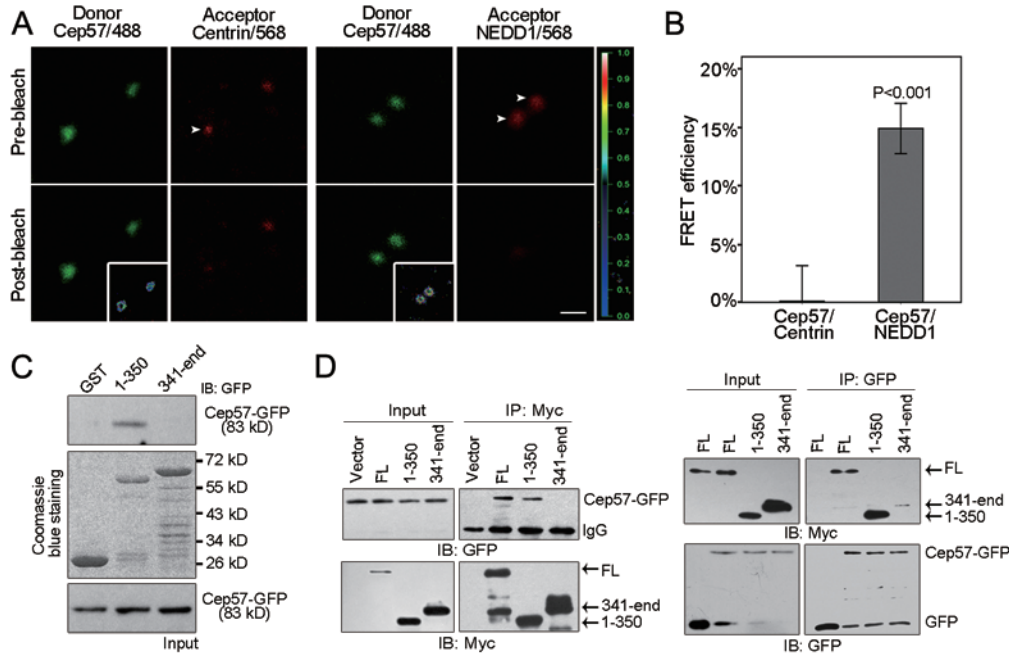 A
Donor
Cep57/488
Acceptor
Centrin/568
Donor
Cep57/488
Acceptor
NEDD1/568
Pre-bleach
Post-bleach
1.0
0.9
0.8
0.7
0.6
0.5
0.4
0.3
0.2
0.1
0.0
B
FRET efficiency
20%
15%
10%
5%
0%
P<0.001
Cep57/
Centrin
Cep57/
NEDD1
C
GST
1-350
341-end
IB: GFP
Cep57-GFP
(83 kD)
Coomassie
blue staining
72 kD
55 kD
43 kD
34 kD
26 kD
Cep57-GFP
(83 kD)
Input
D
Input
IP: Myc
Vector
FL
1-350
341-end
Vector
FL
1-350
341-end
Cep57-GFP
IgG
IB: GFP
FL
341-end
1-350
IB: Myc
Input
IP: GFP
FL
FL
1-350
341-end
FL
FL
1-350
341-end
FL
341-end
1-350
IB: Myc
Cep57-GFP
GFP
IB: GFP